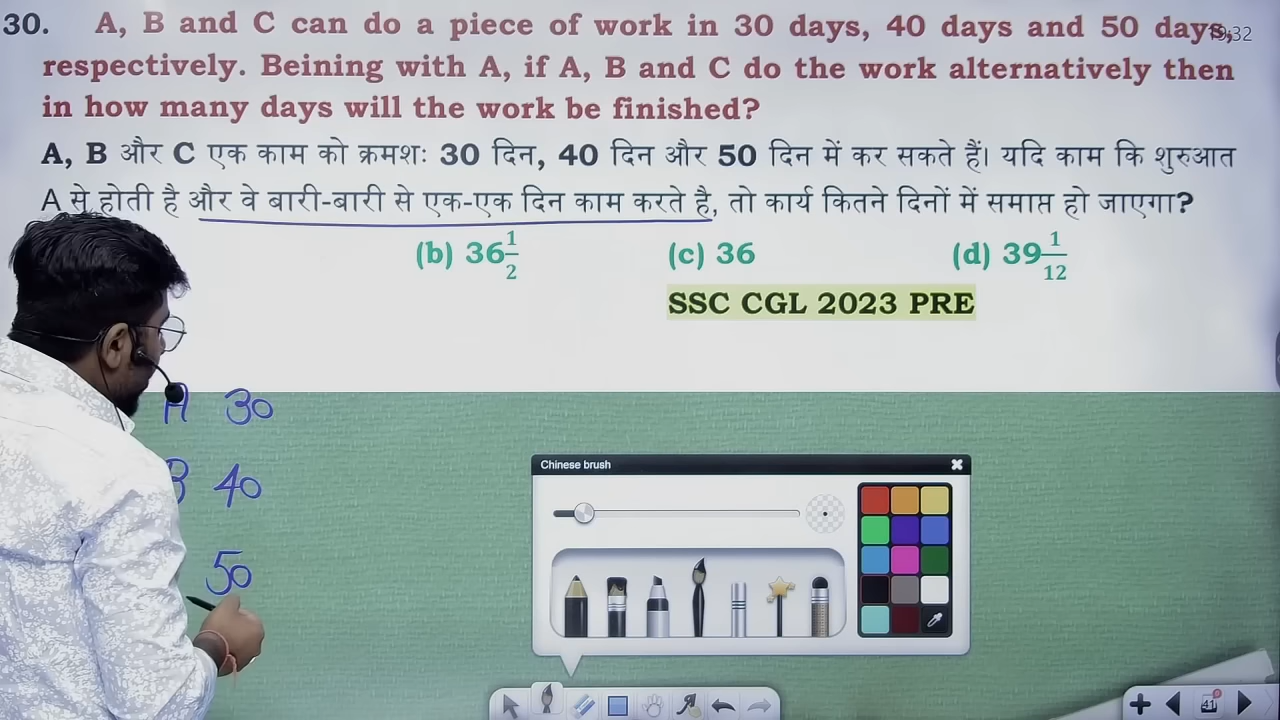 30. A, B and C can do a piece of work in 30 days, 40 days and 50 days,
respectively. Beining with A, if A, B and C do the work alternatively then
in how many days will the work be finished?
A, B और C एक काम को क्रमशः 30 दिन, 40 दिन और 50 दिन में कर सकते हैं। यदि काम कि शुरुआत
A से होती है और वे बारी-बारी से एक-एक दिन काम करते है, तो कार्य कितने दिनों में समाप्त हो जाएगा?
(b) 36 1/2 (c) 36 (d) 39 1/12
SSC CGL 2023 PRE
A 30
B 40
50
Chinese brush
41